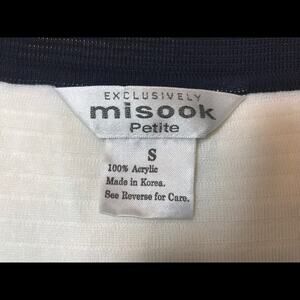 EXCLUSIVELY
misook
Petite
S
100% Acrylic
Made in Korea.
See Reverse for Care.